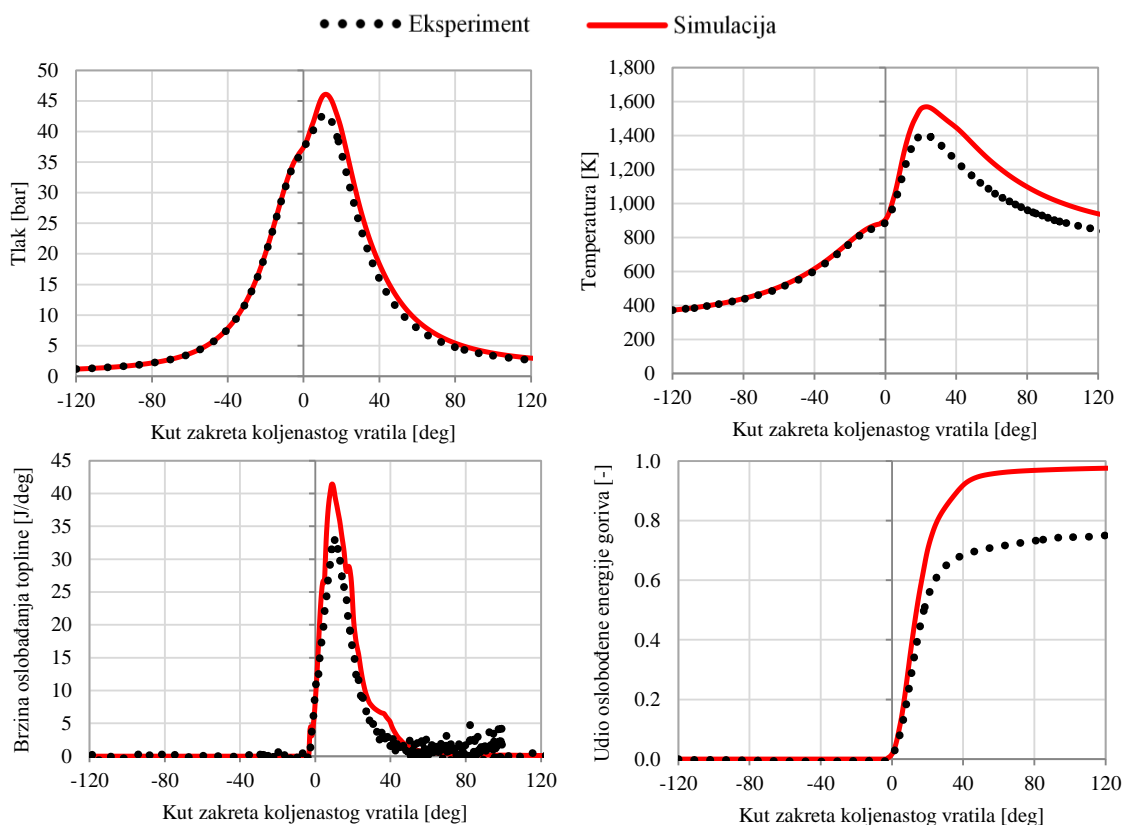 Eksperiment Simulacija
Tlak [bar]
50
45
40
35
30
25
20
15
10
5
0
-120 -80 -40 0 40 80 120
Kut zakreta koljenastog vratila [deg]
Temperatura [K]
1,800
1,600
1,400
1,200
1,000
800
600
400
200
0
-120 -80 -40 0 40 80 120
Kut zakreta koljenastog vratila [deg]
Brzina oslobađanja topline [J/deg]
45
40
35
30
25
20
15
10
5
0
-120 -80 -40 0 40 80 120
Kut zakreta koljenastog vratila [deg]
Udio oslobođene energije goriva [-]
1.0
0.8
0.6
0.4
0.2
0.0
-120 -80 -40 0 40 80 120
Kut zakreta koljenastog vratila [deg]